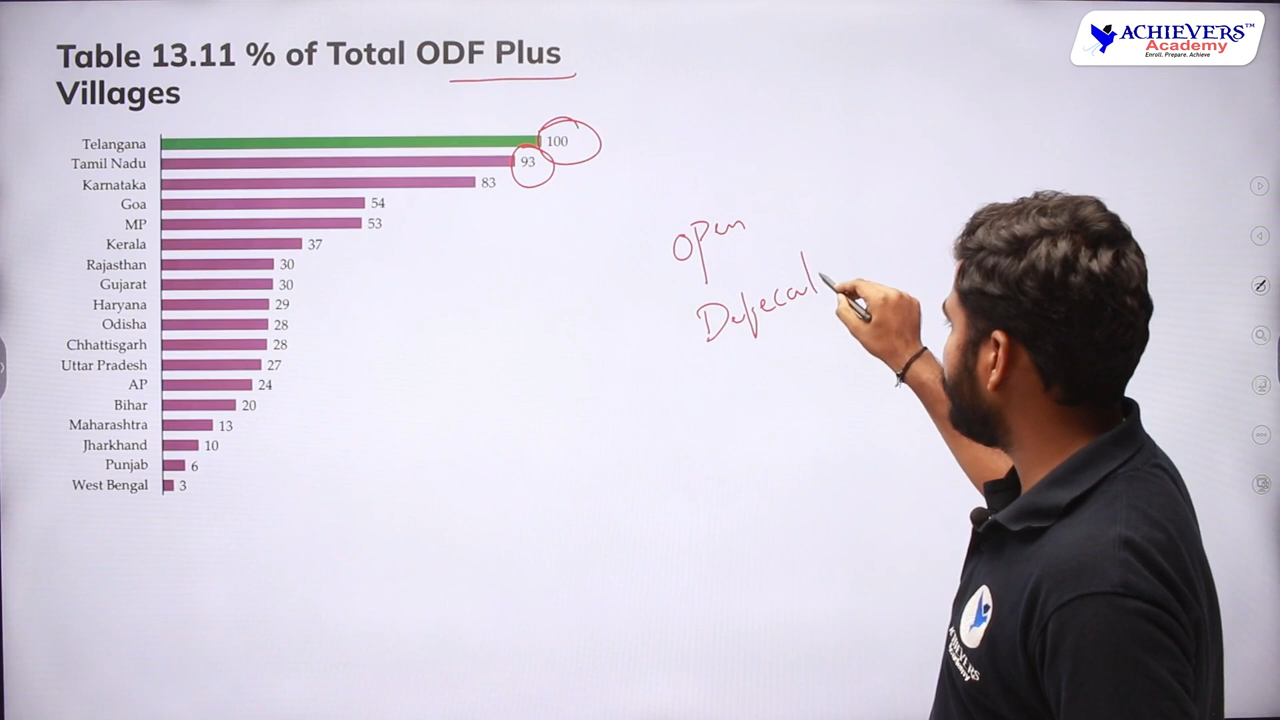 Table 13.11 % of Total ODF Plus
Villages
ACHIEVERS™
Academy
Enroll. Prepare. Achieve
Telangana 100
Tamil Nadu 93
Karnataka 83
Goa 54
MP 53
Kerala 37
Rajasthan 30
Gujarat 30
Haryana 29
Odisha 28
Chhattisgarh 28
Uttar Pradesh 27
AP 24
Bihar 20
Maharashtra 13
Jharkhand 10
Punjab 6
West Bengal 3
Open
Defecat
ACHIEVERS
Academy